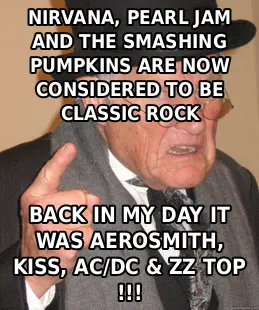 NIRVANA, PEARL JAM
AND THE SMASHING
PUMPKINS ARE NOW
CONSIDERED TO BE
CLASSIC ROCK
BACK IN MY DAY IT
WAS AEROSMITH,
KISS, AC/DC & ZZ TOP
!!!